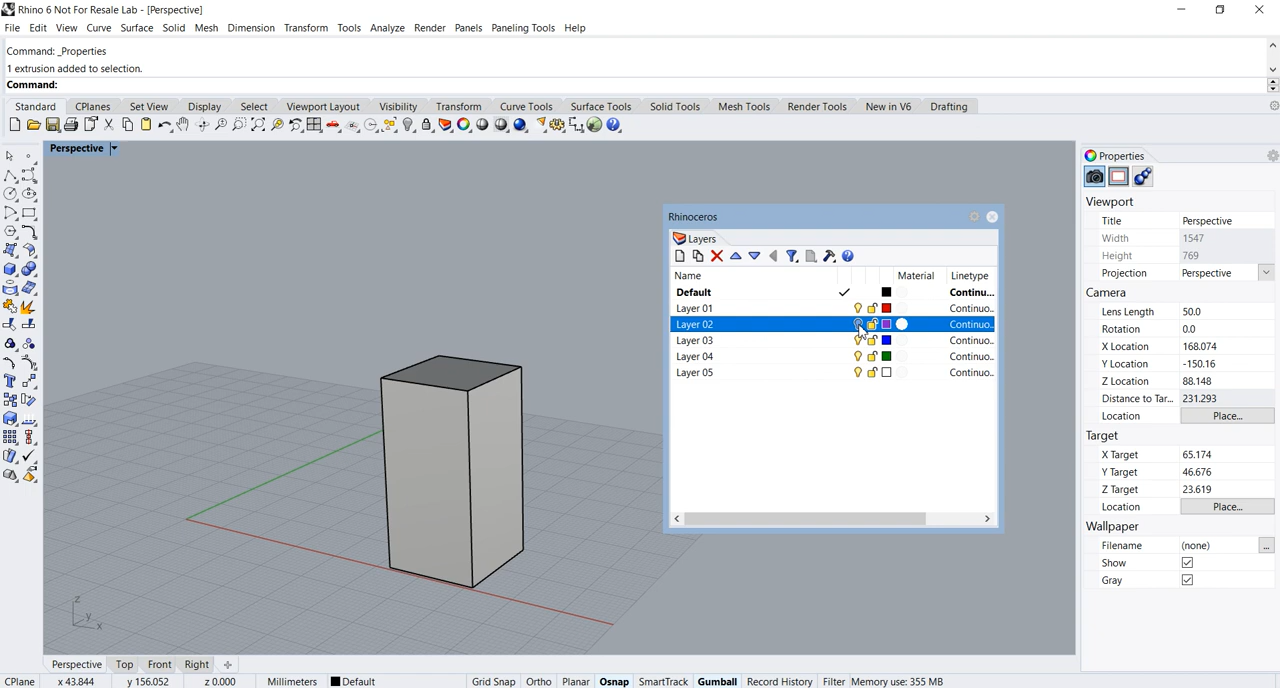 Rhino 6 Not For Resale Lab - [Perspective]
File Edit View Curve Surface Solid Mesh Dimension Transform Tools Analyze Render Panels Paneling Tools Help
Command: _Properties
1 extrusion added to selection.
Command:
Standard CPlanes Set View Display Select Viewport Layout Visibility Transform Curve Tools Surface Tools Solid Tools Mesh Tools Render Tools New in V6 Drafting
Perspective
Rhinoceros
Layers
Name Material Linetype
Default Continu...
Layer 01 Continuo..
Layer 02 Continuo..
Layer 03 Continuo..
Layer 04 Continuo..
Layer 05 Continuo..
Properties
Viewport
Title Perspective
Width 1547
Height 769
Projection Perspective
Camera
Lens Length 50.0
Rotation 0.0
X Location 168.074
Y Location -150.16
Z Location 88.148
Distance to Tar... 231.293
Location Place...
Target
X Target 65.174
Y Target 46.676
Z Target 23.619
Location Place...
Wallpaper
Filename (none) ...
Show
Gray
z
y
x
Perspective Top Front Right
CPlane x 43.844 y 156.052 z 0.000 Millimeters Default Grid Snap Ortho Planar Osnap SmartTrack Gumball Record History Filter Memory use: 355 MB